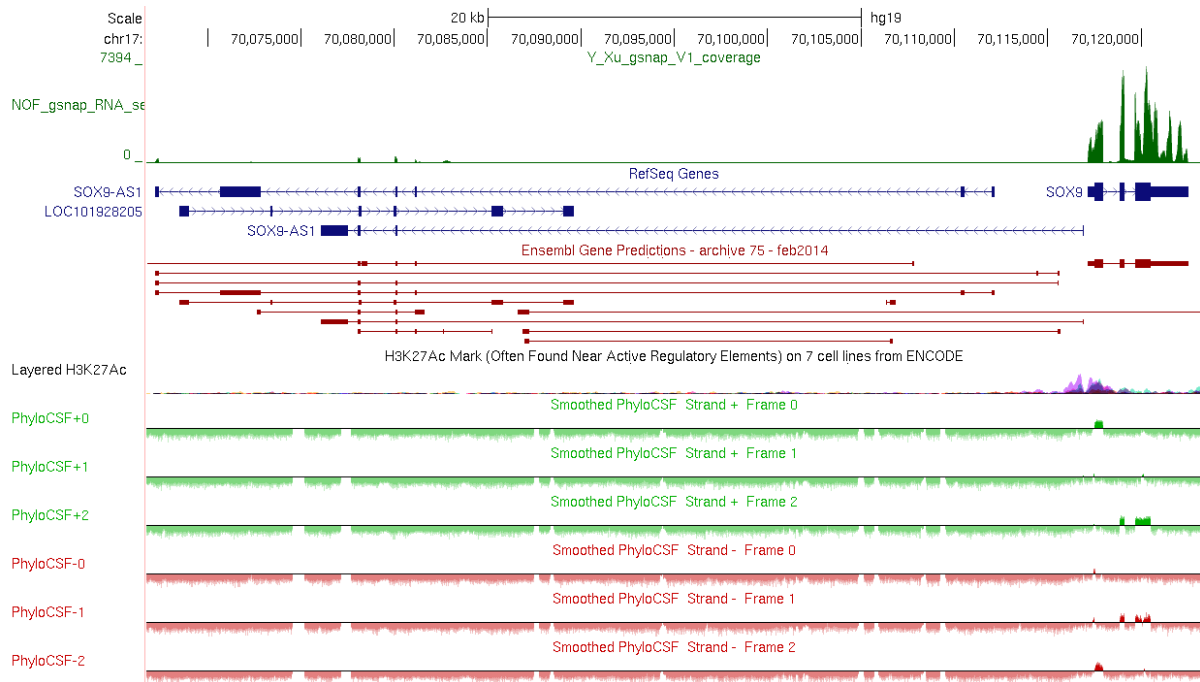 Scale 20 kb hg19
chr17: 70,075,000 70,080,000 70,085,000 70,090,000 70,095,000 70,100,000 70,105,000 70,110,000 70,115,000 70,120,000
7394 _ Y_Xu_gsnap_V1_coverage
NOF_gsnap_RNA_se
0 _
RefSeq Genes
SOX9-AS1 SOX9
LOC101928205
SOX9-AS1
Ensembl Gene Predictions - archive 75 - feb2014
H3K27Ac Mark (Often Found Near Active Regulatory Elements) on 7 cell lines from ENCODE
Layered H3K27Ac
Smoothed PhyloCSF Strand + Frame 0
PhyloCSF+0
Smoothed PhyloCSF Strand + Frame 1
PhyloCSF+1
Smoothed PhyloCSF Strand + Frame 2
PhyloCSF+2
Smoothed PhyloCSF Strand - Frame 0
PhyloCSF-0
Smoothed PhyloCSF Strand - Frame 1
PhyloCSF-1
Smoothed PhyloCSF Strand - Frame 2
PhyloCSF-2